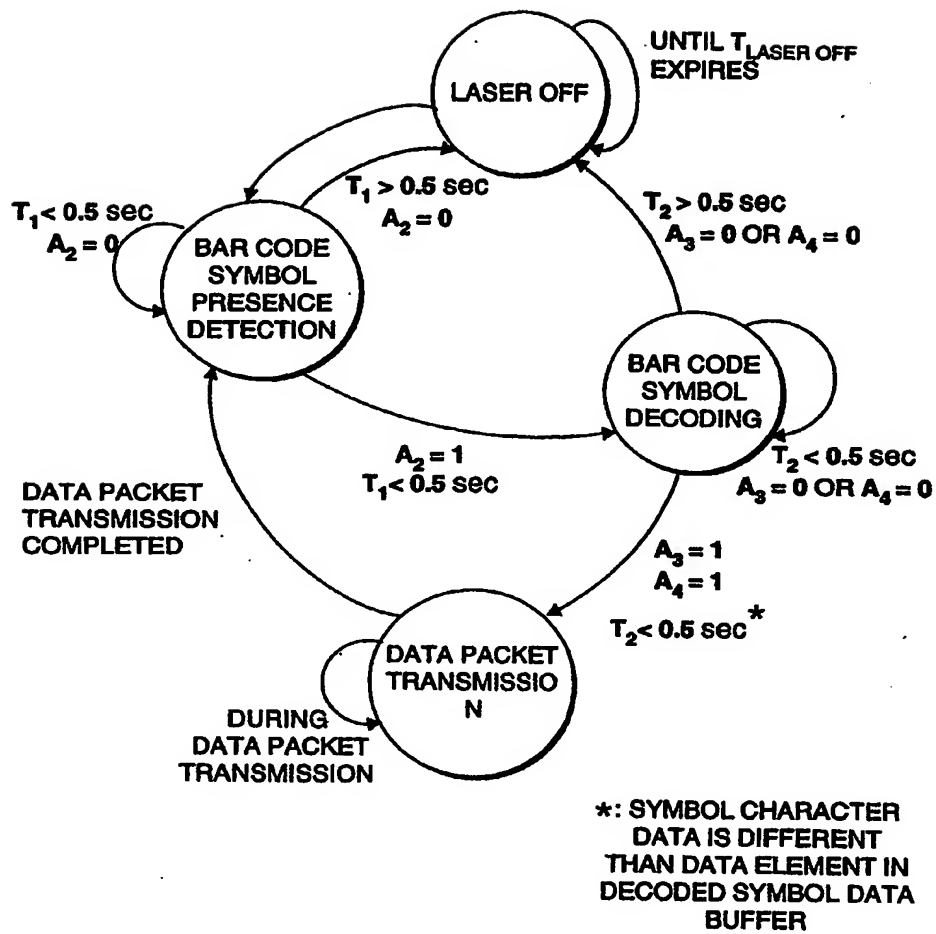 LASER OFF
UNTIL T LASER OFF
EXPIRES
T₁ > 0.5 sec
A₂ = 0
T₂ > 0.5 sec
A₃ = 0 OR A₄ = 0
T₁ < 0.5 sec
A₂ = 0
BAR CODE
SYMBOL
PRESENCE
DETECTION
BAR CODE
SYMBOL
DECODING
A₂ = 1
T₁ < 0.5 sec
T₂ < 0.5 sec
A₃ = 0 OR A₄ = 0
DATA PACKET
TRANSMISSION
COMPLETED
A₃ = 1
A₄ = 1
T₂ < 0.5 sec*
DATA PACKET
TRANSMISSIO
N
DURING
DATA PACKET
TRANSMISSION
*: SYMBOL CHARACTER
DATA IS DIFFERENT
THAN DATA ELEMENT IN
DECODED SYMBOL DATA
BUFFER